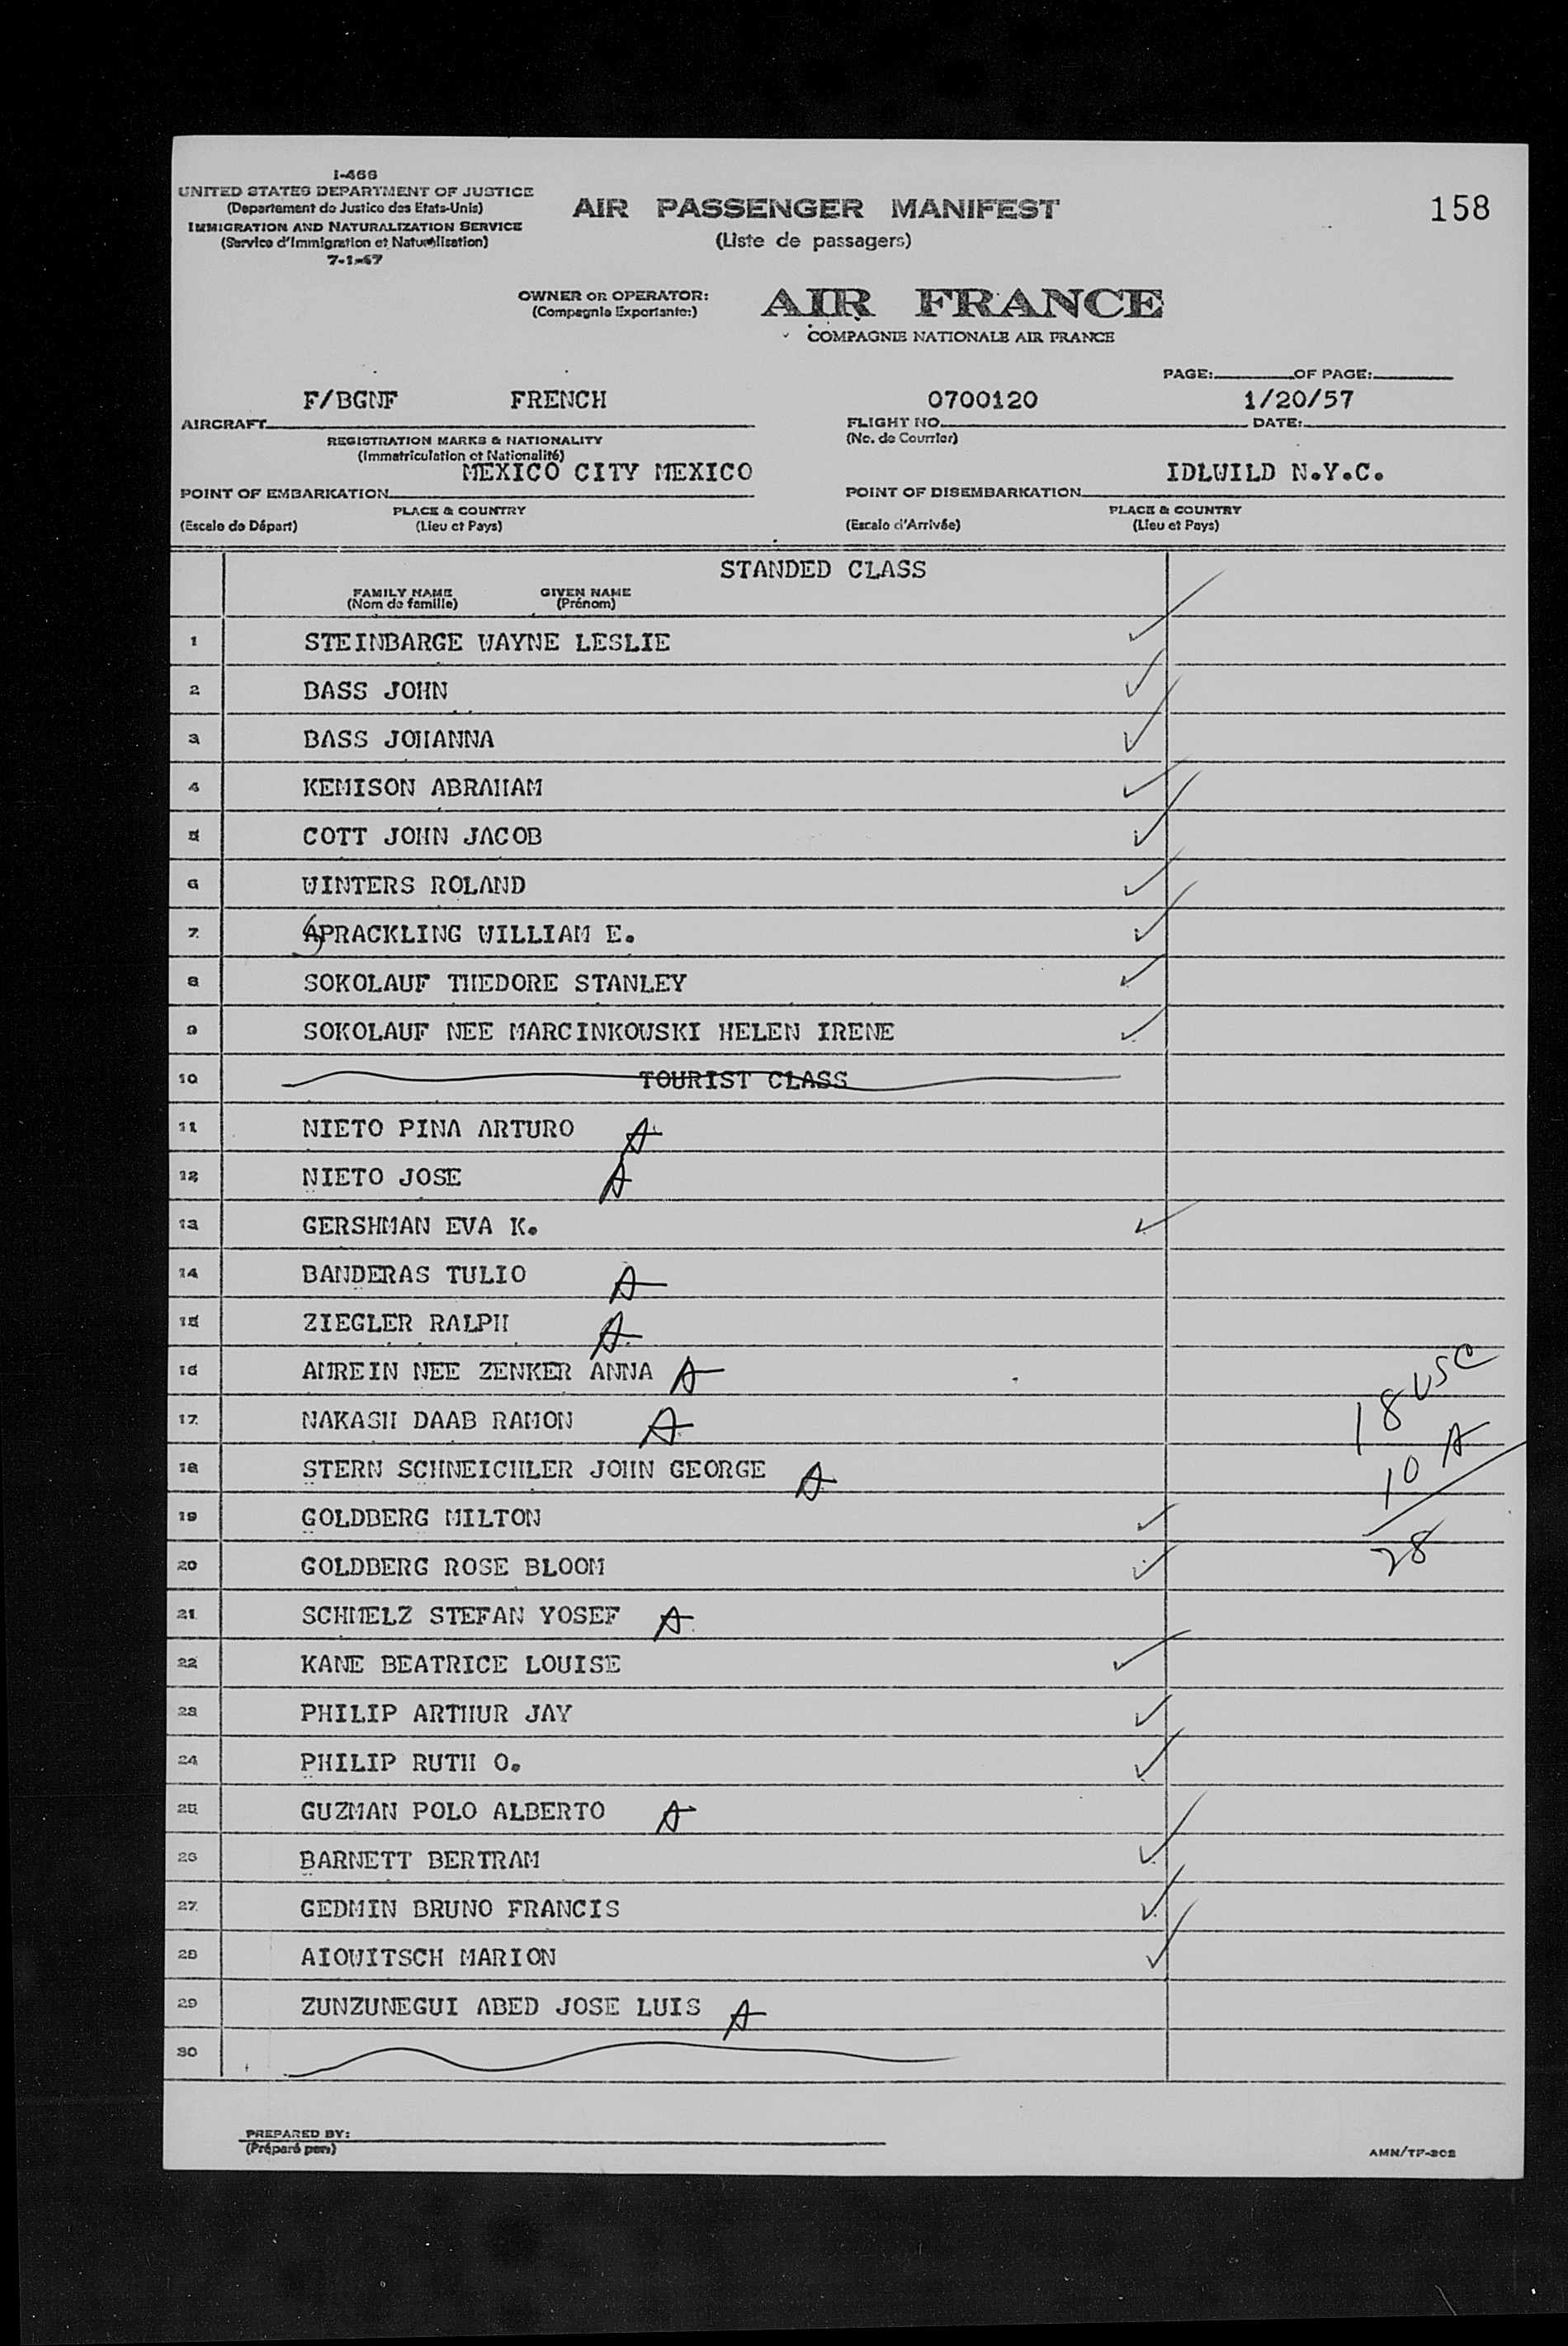 158
I-466
UNITED STATES DEPARTMENT OF JUSTICE
(Departement de Justice des Etats-Unis)
IMMIGRATION AND NATURALIZATION SERVICE
(Service d'Immigration et Naturalisation)
7-1-47
AIR PASSENGER MANIFEST
(Liste de passagers)
OWNER OR OPERATOR:
(Compagnie Exportante:)
AIR FRANCE
COMPAGNIE NATIONALE AIR FRANCE
PAGE: OF PAGE:
F/BGNF FRENCH 0700120 1/20/57
AIRCRAFT FLIGHT NO. DATE:
REGISTRATION MARKS & NATIONALITY (No. de Courrier)
(Immatriculation et Nationalité)
MEXICO CITY MEXICO IDLWILD N.Y.C.
POINT OF EMBARKATION POINT OF DISEMBARKATION
PLACE & COUNTRY PLACE & COUNTRY
(Escale de Départ) (Lieu et Pays) (Escale d'Arrivée) (Lieu et Pays)
STANDED CLASS
FAMILY NAME GIVEN NAME
(Nom de famille) (Prénom)
1 STEINBARGE WAYNE LESLIE ✓
2 BASS JOHN ✓
3 BASS JOHANNA ✓
4 KEMISON ABRAHAM ✓
5 COTT JOHN JACOB ✓
6 WINTERS ROLAND ✓
7 SPRACKLING WILLIAM E. ✓
8 SOKOLAUF THEDORE STANLEY ✓
9 SOKOLAUF NEE MARCINKOWSKI HELEN IRENE ✓
10 TOURIST CLASS
11 NIETO PINA ARTURO A
12 NIETO JOSE A
13 GERSHMAN EVA K. ✓
14 BANDERAS TULIO A
15 ZIEGLER RALPH A
16 AMREIN NEE ZENKER ANNA A
18 USC
17 NAKASH DAAB RAMON A
10 A
18 STERN SCHNEICHLER JOHN GEORGE A
19 GOLDBERG MILTON ✓
28
20 GOLDBERG ROSE BLOOM ✓
21 SCHMELZ STEFAN YOSEF A
22 KANE BEATRICE LOUISE ✓
23 PHILIP ARTHUR JAY ✓
24 PHILIP RUTH O. ✓
25 GUZMAN POLO ALBERTO A
26 BARNETT BERTRAM ✓
27 GEDMIN BRUNO FRANCIS ✓
28 AIOWITSCH MARION ✓
29 ZUNZUNEGUI ABED JOSE LUIS A
30
PREPARED BY:
(Préparé par)
AMN/TF-302